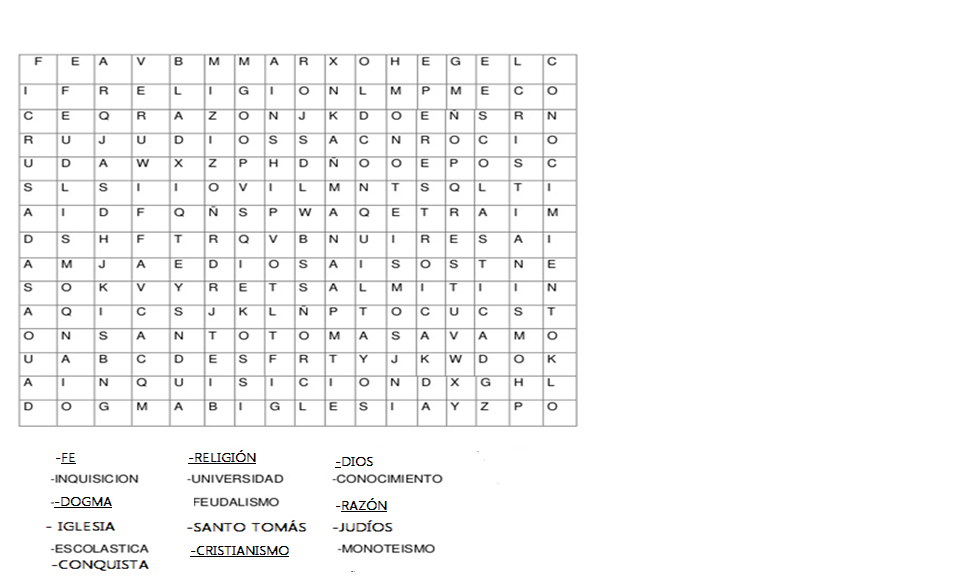 F E A V B M M A R X O H E G E L C
I F R E L I G I O N L M P M E C O
C E Q R A Z O N J K D O E Ñ S R N
R U J U D I O S S A C N R O C I O
U D A W X Z P H D Ñ O O E P O S C
S L S I I O V I L M N T S Q L T I
A I D F Q Ñ S P W A Q E T R A I M
D S H F T R Q V B N U I R E S A I
A M J A E D I O S A I S O S T N E
S O K V Y R E T S A L M I T I I N
A Q I C S J K L Ñ P T O C U C S T
O N S A N T O T O M A S A V A M O
U A B C D E S F R T Y J K W D O K
A I N Q U I S I C I O N D X G H L
D O G M A B I G L E S I A Y Z P O
-FE -RELIGIÓN -DIOS
-INQUISICION -UNIVERSIDAD -CONOCIMIENTO
--DOGMA FEUDALISMO -RAZÓN
- IGLESIA -SANTO TOMÁS -JUDÍOS
-ESCOLASTICA -CRISTIANISMO -MONOTEISMO
-CONQUISTA